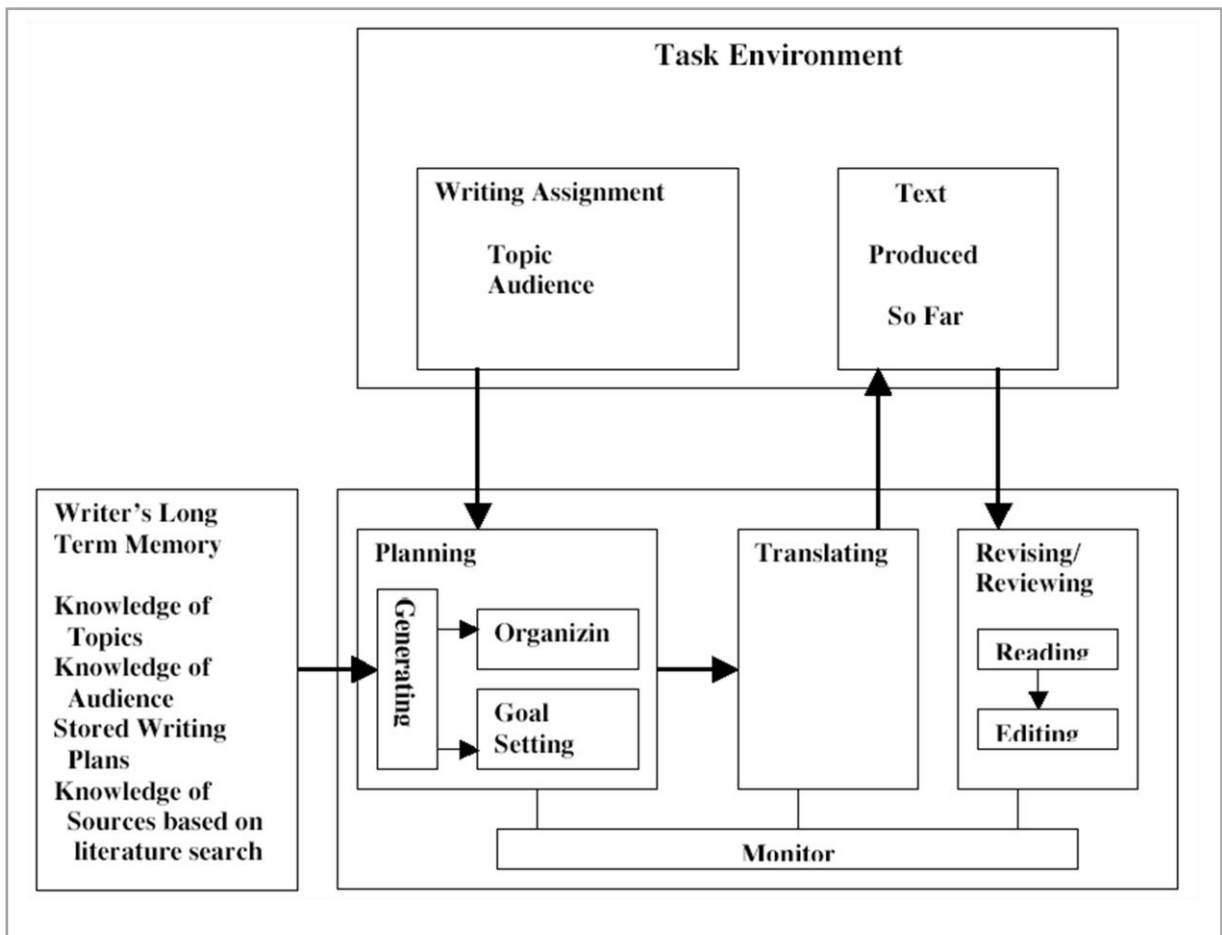 Task Environment
Writing Assignment
Topic
Audience
Text
Produced
So Far
Writer's Long
Term Memory
Knowledge of
Topics
Knowledge of
Audience
Stored Writing
Plans
Knowledge of
Sources based on
literature search
Planning
Generating
Organizin
Goal
Setting
Translating
Revising/
Reviewing
Reading
Editing
Monitor